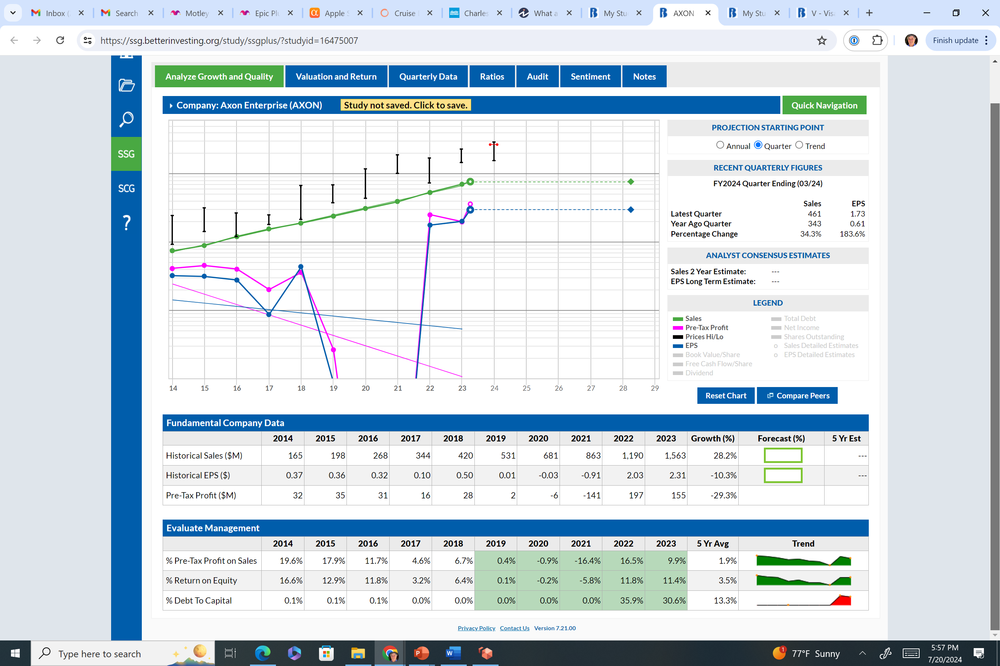 Inbox (
Search
Motley
Epic Plu
Apple S
Cruise
Charles
What a
My Stu
AXON
My Stu
V - Visa
https://ssg.betterinvesting.org/study/ssgplus/?studyid=16475007
Finish update
Analyze Growth and Quality
Valuation and Return
Quarterly Data
Ratios
Audit
Sentiment
Notes
SSG
SCG
?
Company: Axon Enterprise (AXON)
Study not saved. Click to save.
Quick Navigation
PROJECTION STARTING POINT
Annual Quarter Trend
RECENT QUARTERLY FIGURES
FY2024 Quarter Ending (03/24)
Sales EPS
Latest Quarter 461 1.73
Year Ago Quarter 343 0.61
Percentage Change 34.3% 183.6%
ANALYST CONSENSUS ESTIMATES
Sales 2 Year Estimate: ---
EPS Long Term Estimate: ---
LEGEND
Sales Total Debt
Pre-Tax Profit Net Income
Prices Hi/Lo Shares Outstanding
EPS Sales Detailed Estimates
Book Value/Share EPS Detailed Estimates
Free Cash Flow/Share
Dividend
14 15 16 17 18 19 20 21 22 23 24 25 26 27 28 29
Reset Chart
Compare Peers
Fundamental Company Data
2014 2015 2016 2017 2018 2019 2020 2021 2022 2023 Growth (%) Forecast (%) 5 Yr Est
Historical Sales ($M) 165 198 268 344 420 531 681 863 1,190 1,563 28.2% ---
Historical EPS ($) 0.37 0.36 0.32 0.10 0.50 0.01 -0.03 -0.91 2.03 2.31 -10.3% ---
Pre-Tax Profit ($M) 32 35 31 16 28 2 -6 -141 197 155 -29.3%
Evaluate Management
2014 2015 2016 2017 2018 2019 2020 2021 2022 2023 5 Yr Avg Trend
% Pre-Tax Profit on Sales 19.6% 17.9% 11.7% 4.6% 6.7% 0.4% -0.9% -16.4% 16.5% 9.9% 1.9%
% Return on Equity 16.6% 12.9% 11.8% 3.2% 6.4% 0.1% -0.2% -5.8% 11.8% 11.4% 3.5%
% Debt To Capital 0.1% 0.1% 0.1% 0.0% 0.0% 0.0% 0.0% 0.0% 35.9% 30.6% 13.3%
Privacy Policy Contact Us Version 7.21.00
Type here to search
1
77°F Sunny
5:57 PM
7/20/2024